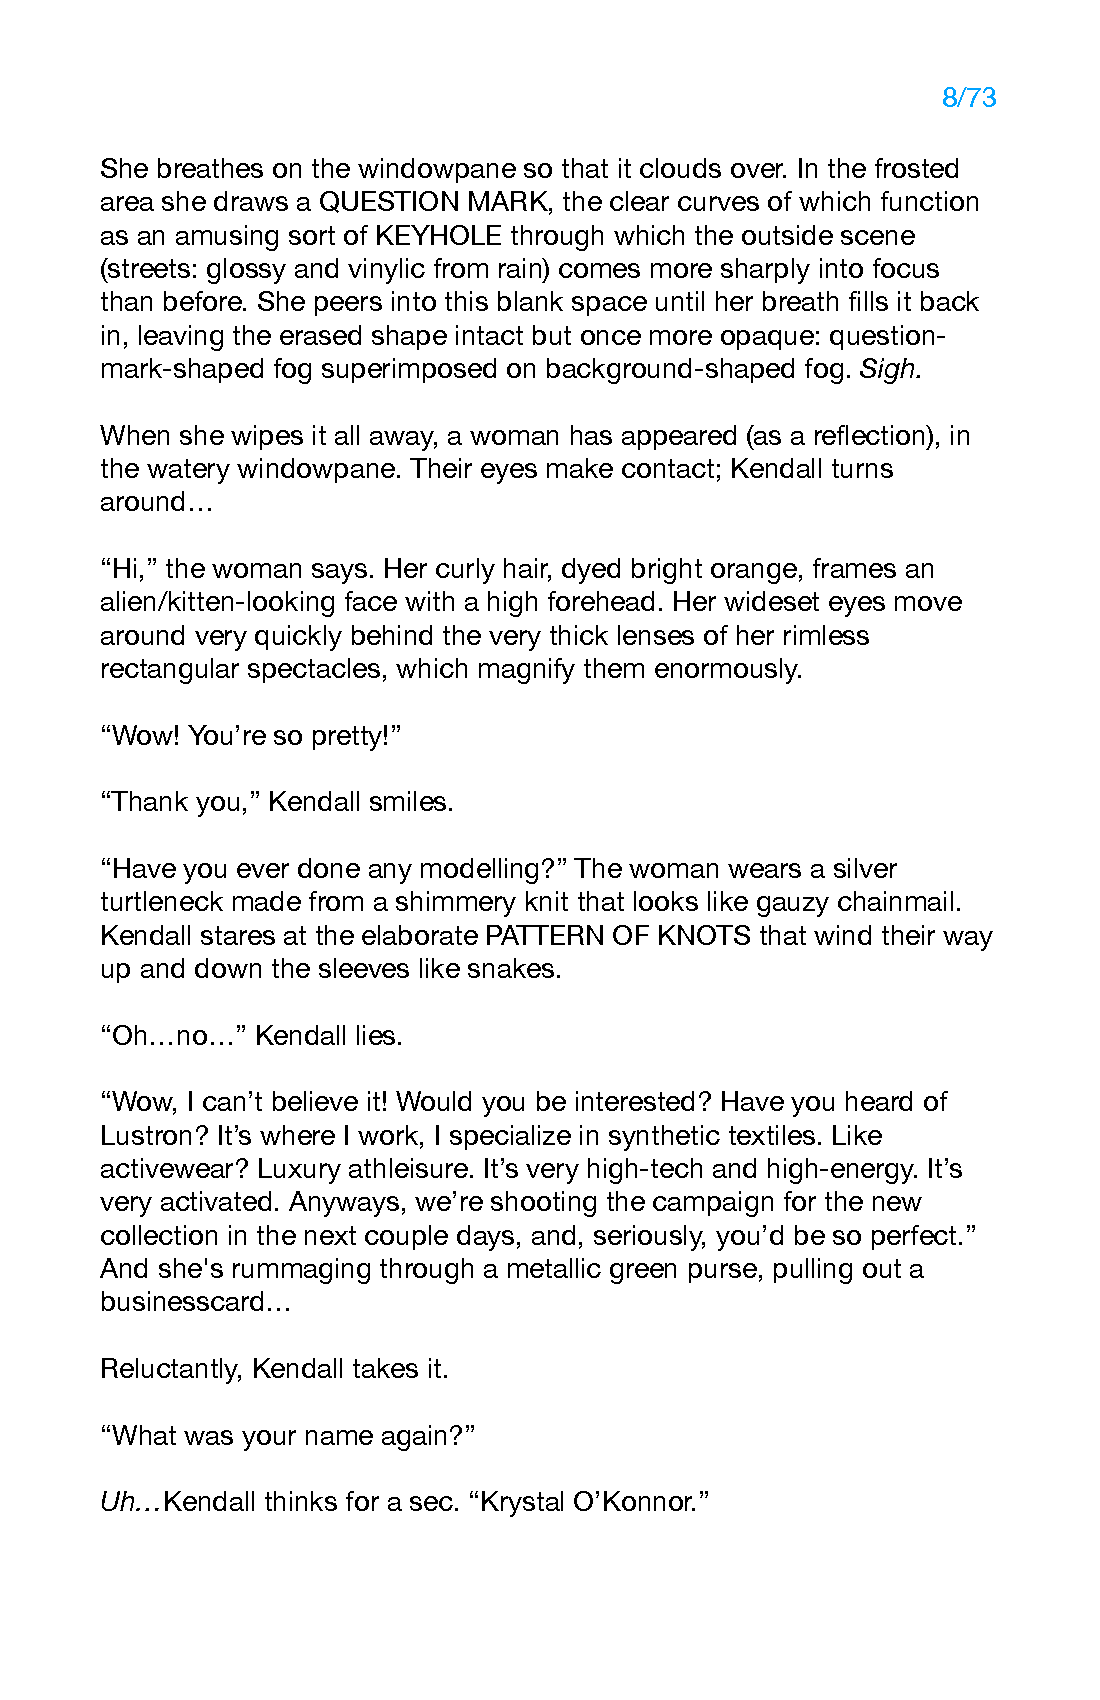 8/73
She breathes on the windowpane so that it clouds over. In the frosted
area she draws a QUESTION MARK, the clear curves of which function
as an amusing sort of KEYHOLE through which the outside scene
(streets: glossy and vinylic from rain) comes more sharply into focus
than before. She peers into this blank space until her breath fills it back
in, leaving the erased shape intact but once more opaque: question-
mark-shaped fog superimposed on background-shaped fog. Sigh.
When she wipes it all away, a woman has appeared (as a reflection), in
the watery windowpane. Their eyes make contact; Kendall turns
around…
“Hi,” the woman says. Her curly hair, dyed bright orange, frames an
alien/kitten-looking face with a high forehead. Her wideset eyes move
around very quickly behind the very thick lenses of her rimless
rectangular spectacles, which magnify them enormously.
“Wow! You’re so pretty!”
“Thank you,” Kendall smiles.
“Have you ever done any modelling?” The woman wears a silver
turtleneck made from a shimmery knit that looks like gauzy chainmail.
Kendall stares at the elaborate PATTERN OF KNOTS that wind their way
up and down the sleeves like snakes.
“Oh…no…” Kendall lies.
“Wow, I can’t believe it! Would you be interested? Have you heard of
Lustron? It’s where I work, I specialize in synthetic textiles. Like
activewear? Luxury athleisure. It’s very high-tech and high-energy. It’s
very activated. Anyways, we’re shooting the campaign for the new
collection in the next couple days, and, seriously, you’d be so perfect.”
And she's rummaging through a metallic green purse, pulling out a
businesscard…
Reluctantly, Kendall takes it.
“What was your name again?”
Uh…Kendall thinks for a sec. “Krystal O’Konnor.”